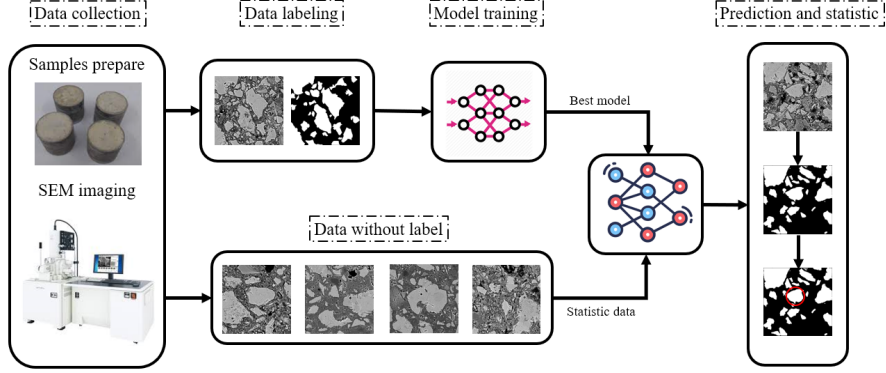 Data collection
Data labeling
Model training
Prediction and statistic
Samples prepare
SEM imaging
Best model
Data without label
Statistic data